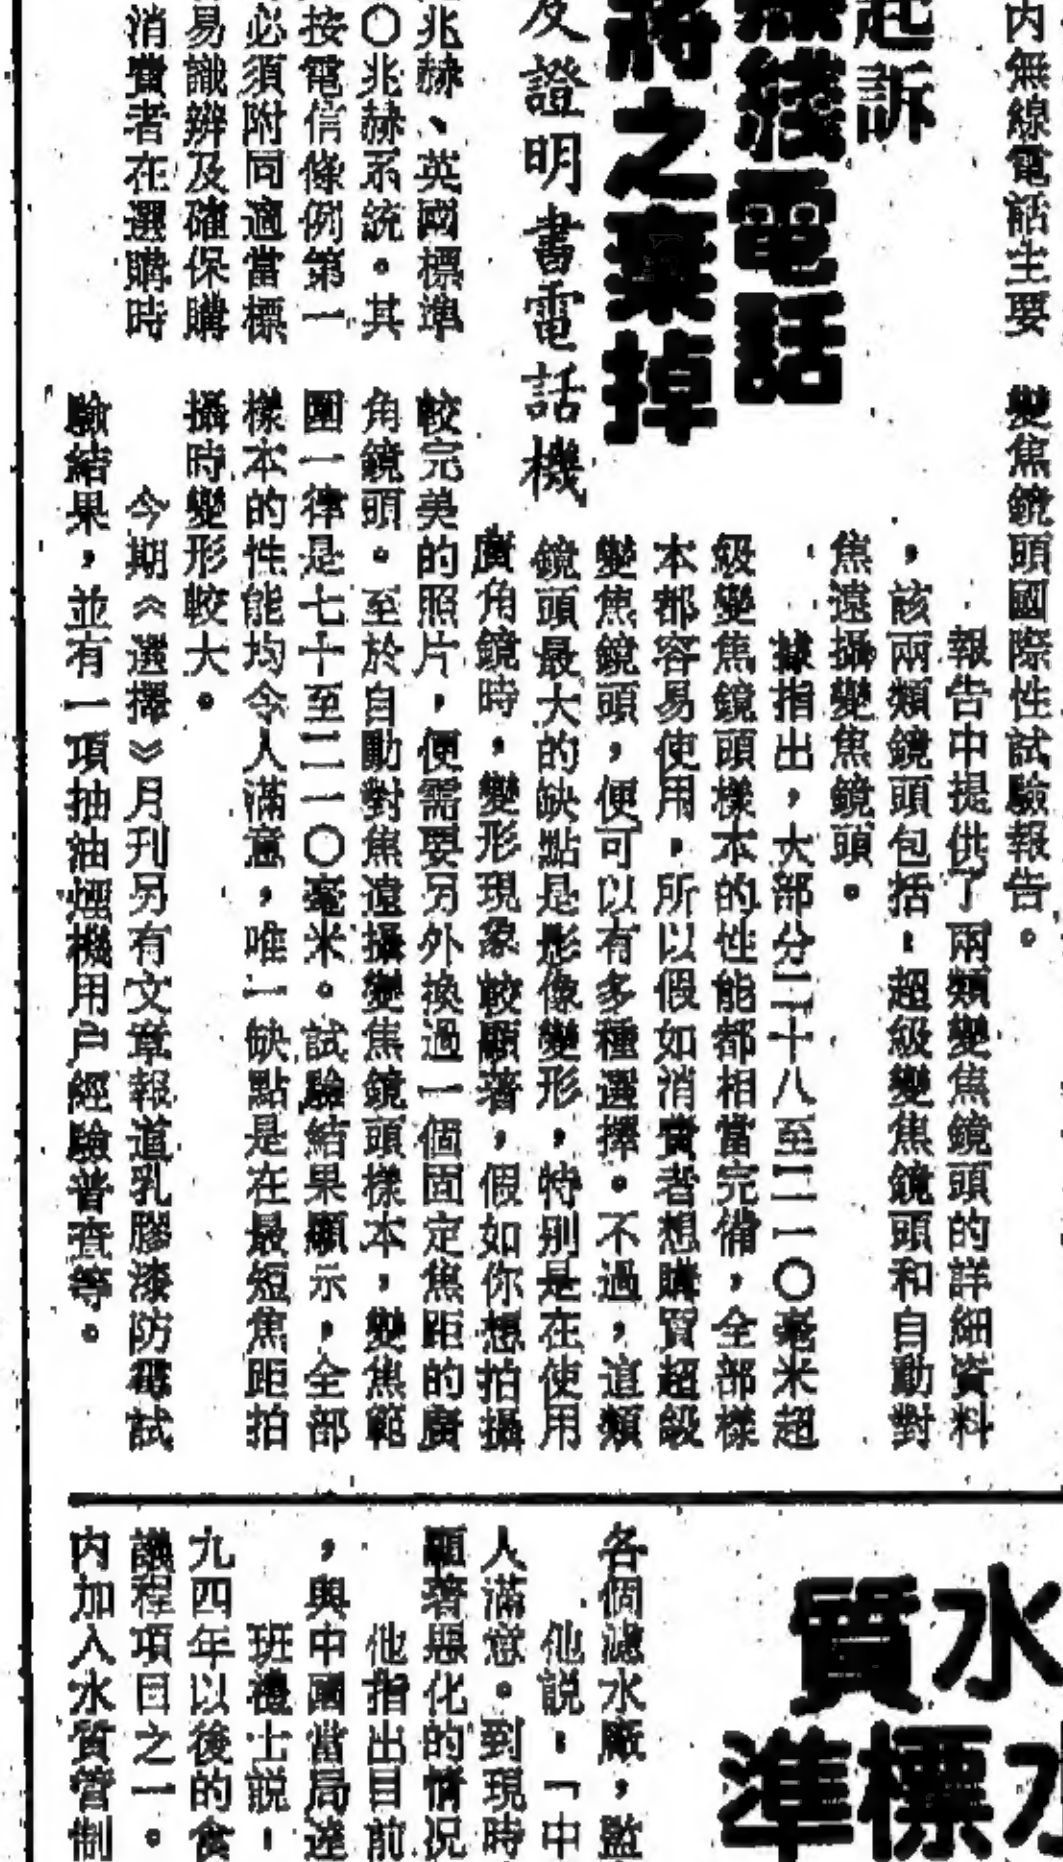 內無線電話主要
起訴
綫電話
將之棄掉
及證明書電話機
兆赫、英國標準
〇兆赫系統。其
按電信條例第一
必須附同適當標
易識辨及確保購
消費者在選購時
變焦鏡頭國際性試驗報告。
報告中提供了兩類變焦鏡頭的詳細資料
，該兩類鏡頭包括：超級變焦鏡頭和自動對
焦遠攝變焦鏡頭。
據指出，大部分二十八至二一〇毫米超
級變焦鏡頭樣本的性能都相當完備，全部樣
本都容易使用，所以假如消費者想購買超級
變焦鏡頭，便可以有多種選擇。不過，這類
鏡頭最大的缺點是影像變形，特別是在使用
廣角鏡時，變形現象較顯著，假如你想拍攝
較完美的照片，便需要另外換過一個固定焦距的廣
角鏡頭。至於自動對焦遠攝變焦鏡頭樣本，變焦範
圍一律是七十至二一〇毫米。試驗結果顯示，全部
樣本的性能均令人滿意，唯一缺點是在最短焦距拍
攝時變形較大。
今期《選擇》月刊另有文章報道乳膠漆防霉試
驗結果，並有一項抽油煙機用戶經驗普查等。
水質
水標準
各個濾水廠，監
他說：「中
人滿意。到現時
顯著惡化的情況
他指出目前
，與中國當局達
班禮士說：
九四年以後的食
議程項目之一。
內加入水質管制